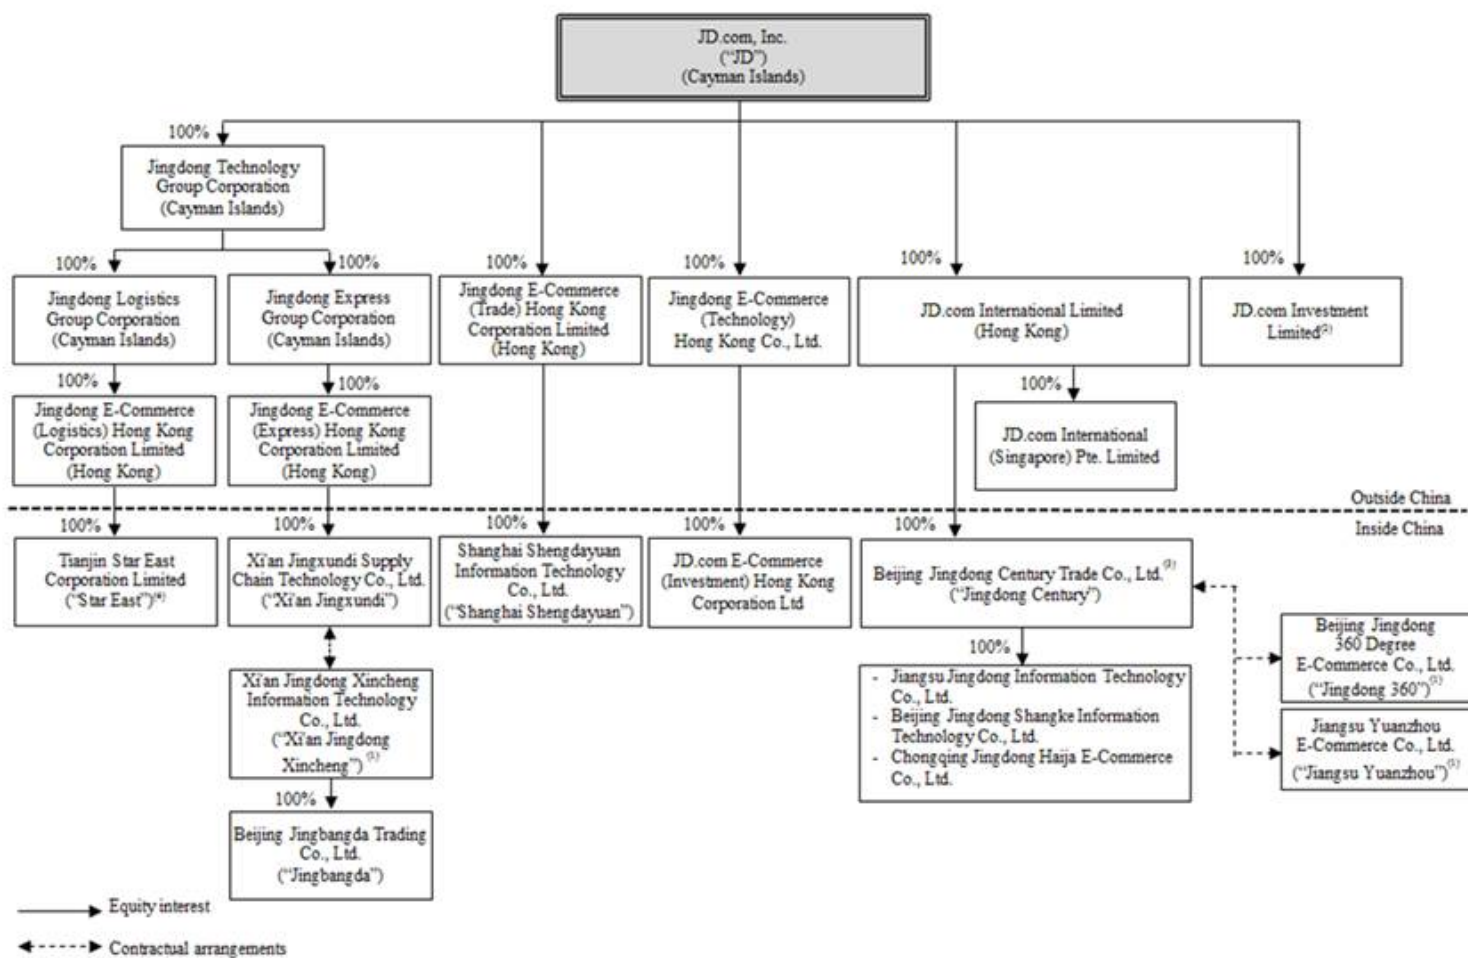 JD.com, Inc.
("JD")
(Cayman Islands)
100%
Jingdong Technology
Group Corporation
(Cayman Islands)
100%
100%
100%
100%
100%
100%
Jingdong Logistics
Group Corporation
(Cayman Islands)
Jingdong Express
Group Corporation
(Cayman Islands)
Jingdong E-Commerce
(Trade) Hong Kong
Corporation Limited
(Hong Kong)
Jingdong E-Commerce
(Technology)
Hong Kong Co., Ltd.
JD.com International Limited
(Hong Kong)
JD.com Investment
Limited(2)
100%
100%
100%
Jingdong E-Commerce
(Logistics) Hong Kong
Corporation Limited
(Hong Kong)
Jingdong E-Commerce
(Express) Hong Kong
Corporation Limited
(Hong Kong)
JD.com International
(Singapore) Pte. Limited
Outside China
Inside China
100%
100%
100%
100%
100%
Tianjin Star East
Corporation Limited
("Star East")(4)
Xi'an Jingxundi Supply
Chain Technology Co., Ltd.
("Xi'an Jingxundi")
Shanghai Shengdayuan
Information Technology
Co., Ltd.
("Shanghai Shengdayuan")
JD.com E-Commerce
(Investment) Hong Kong
Corporation Ltd
Beijing Jingdong Century Trade Co., Ltd.(3)
("Jingdong Century")
100%
Xi'an Jingdong Xincheng
Information Technology
Co., Ltd.
("Xi'an Jingdong
Xincheng")(1)
- Jiangsu Jingdong Information Technology
Co., Ltd.
- Beijing Jingdong Shangke Information
Technology Co., Ltd.
- Chongqing Jingdong Haijia E-Commerce
Co., Ltd.
Beijing Jingdong
360 Degree
E-Commerce Co., Ltd.
("Jingdong 360")(1)
Jiangsu Yuanzhou
E-Commerce Co., Ltd.
("Jiangsu Yuanzhou")(1)
100%
Beijing Jingbangda Trading
Co., Ltd.
("Jingbangda")
Equity interest
Contractual arrangements